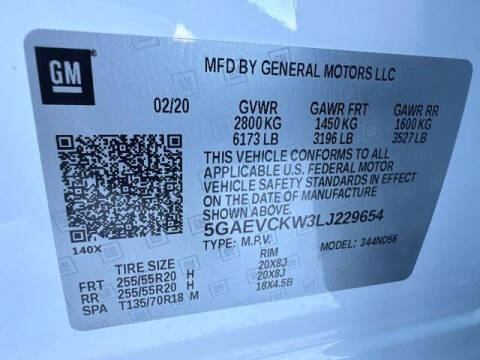 GM
MFD BY GENERAL MOTORS LLC
02/20 GVWR GAWR FRT GAWR RR
2800 KG 1450 KG 1600 KG
6173 LB 3196 LB 3527 LB
THIS VEHICLE CONFORMS TO ALL
APPLICABLE U.S. FEDERAL MOTOR
VEHICLE SAFETY STANDARDS IN EFFECT
ON THE DATE OF MANUFACTURE
SHOWN ABOVE.
5GAEVCKW3LJ229654
TYPE: M.P.V. MODEL: 344ND56
140X
TIRE SIZE RIM
FRT 255/55R20 H 20X8J
RR 255/55R20 H 20X8J
SPA T135/70R18 M 18X4.5B